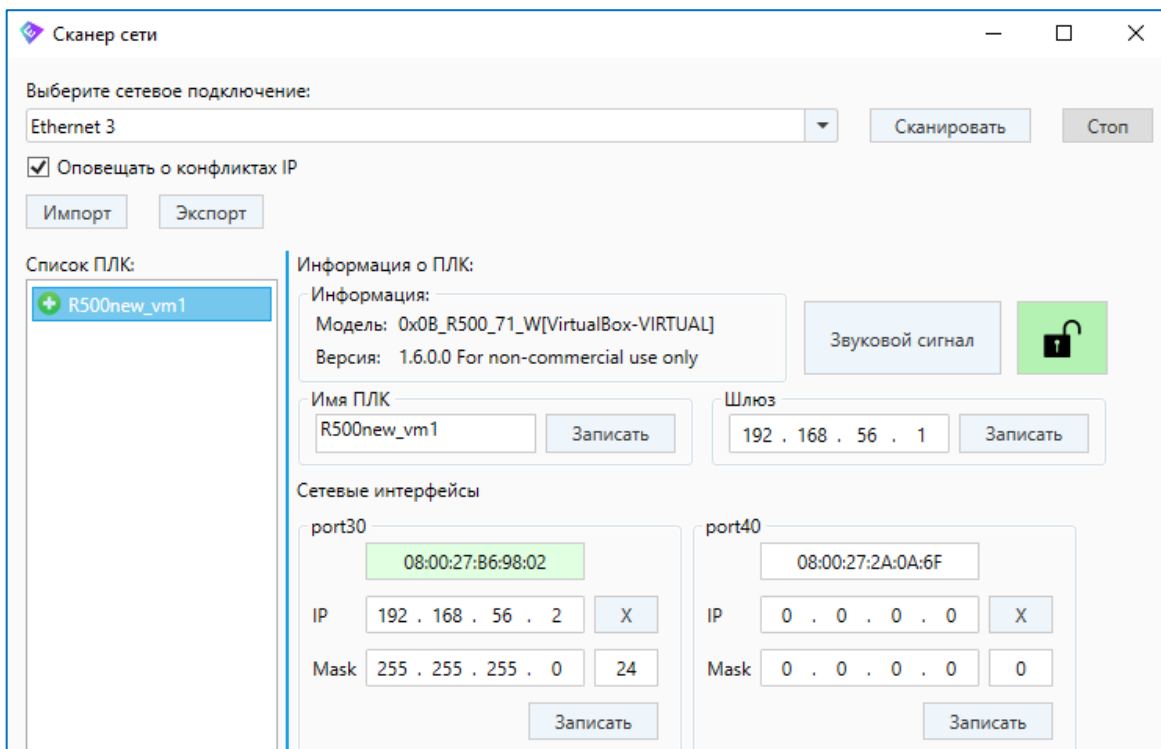 Сканер сети
Выберите сетевое подключение:
Ethernet 3
Сканировать
Стоп
Оповещать о конфликтах IP
Импорт
Экспорт
Список ПЛК:
R500new_vm1
Информация о ПЛК:
Информация:
Модель: 0x0B_R500_71_W[VirtualBox-VIRTUAL]
Версия: 1.6.0.0 For non-commercial use only
Звуковой сигнал
Имя ПЛК
R500new_vm1
Записать
Шлюз
192 . 168 . 56 . 1
Записать
Сетевые интерфейсы
port30
08:00:27:B6:98:02
IP 192 . 168 . 56 . 2 X
Mask 255 . 255 . 255 . 0 24
Записать
port40
08:00:27:2A:0A:6F
IP 0 . 0 . 0 . 0 X
Mask 0 . 0 . 0 . 0 0
Записать